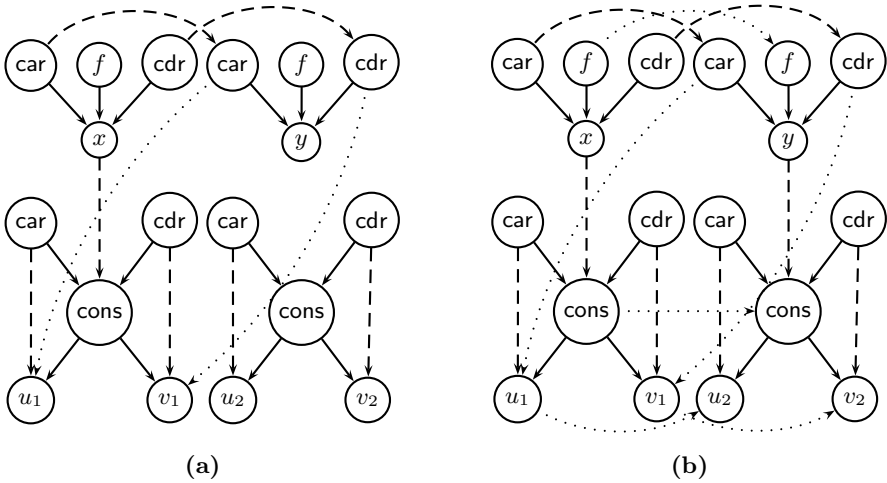 car f cdr car f cdr car f cdr car f cdr
x y x y
car cdr car cdr car cdr car cdr
cons cons cons cons
u₁ v₁ u₂ v₂ u₁ v₁ u₂ v₂
(a) (b)